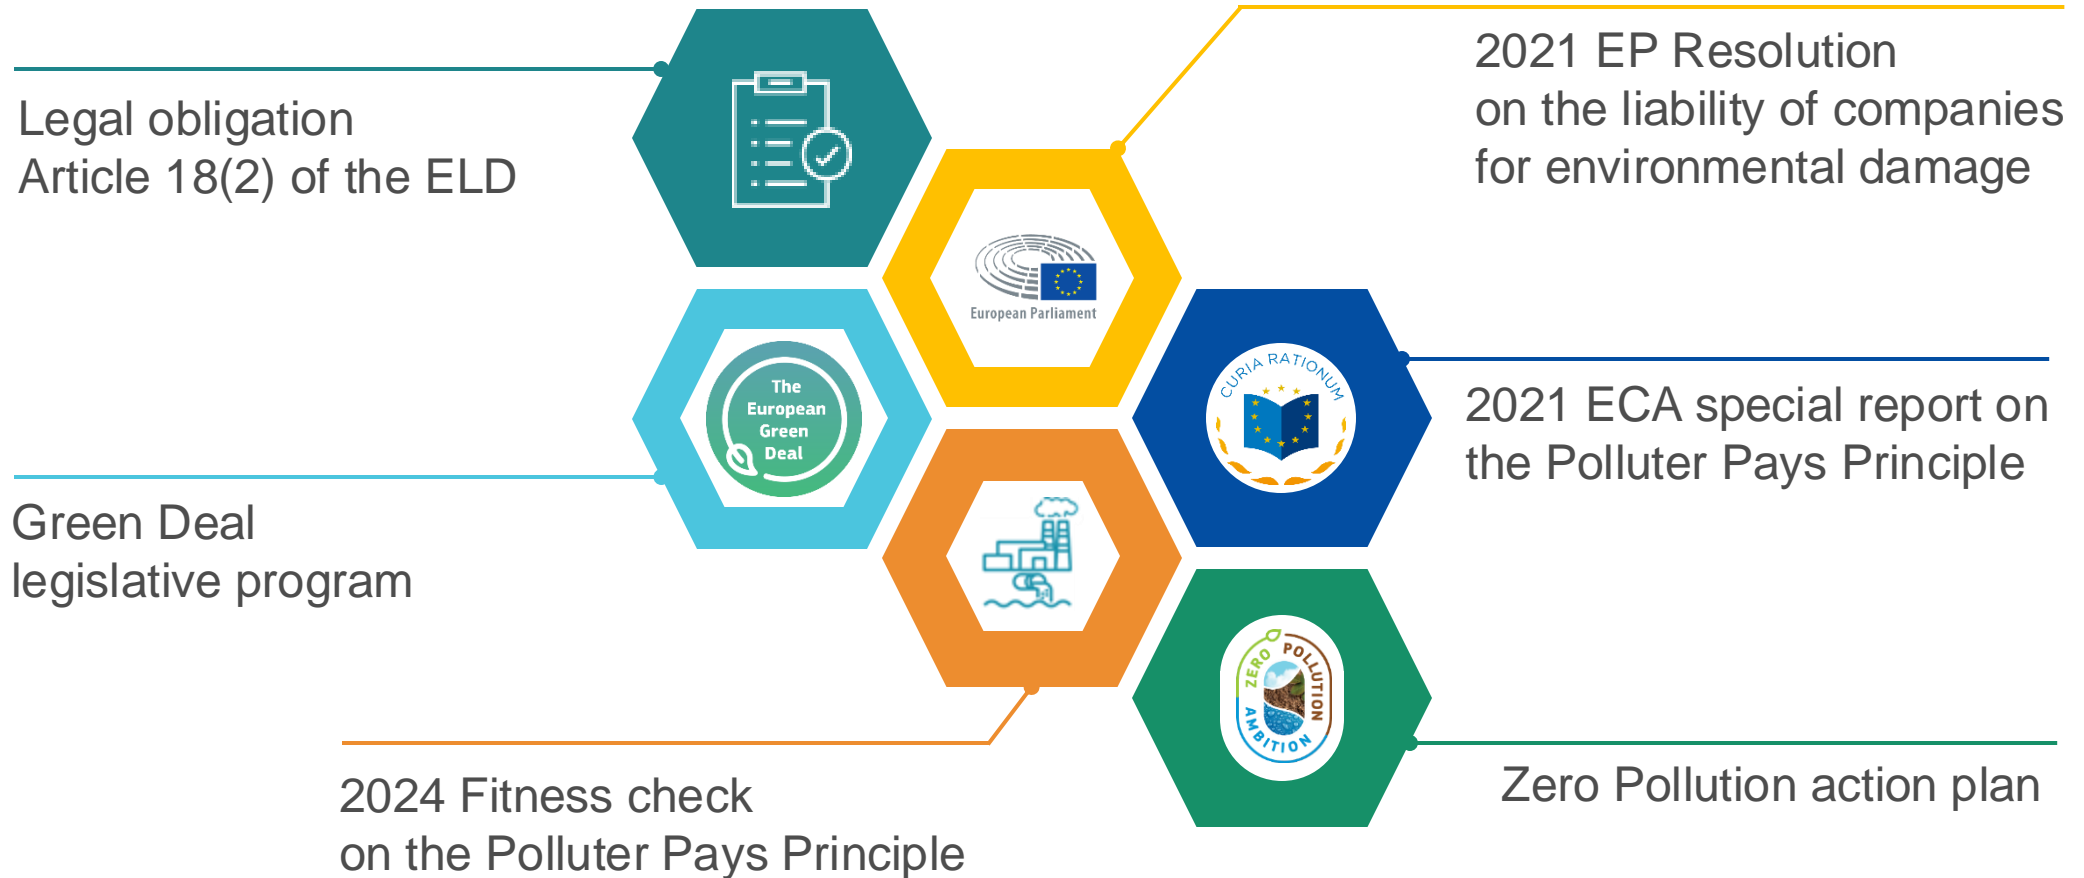 Legal obligation
Article 18(2) of the ELD
2021 EP Resolution
on the liability of companies
for environmental damage
European Parliament
The
European
Green
Deal
CURIA RATIONUM
2021 ECA special report on
the Polluter Pays Principle
Green Deal
legislative program
ZERO POLLUTION
AMBITION
Zero Pollution action plan
2024 Fitness check
on the Polluter Pays Principle